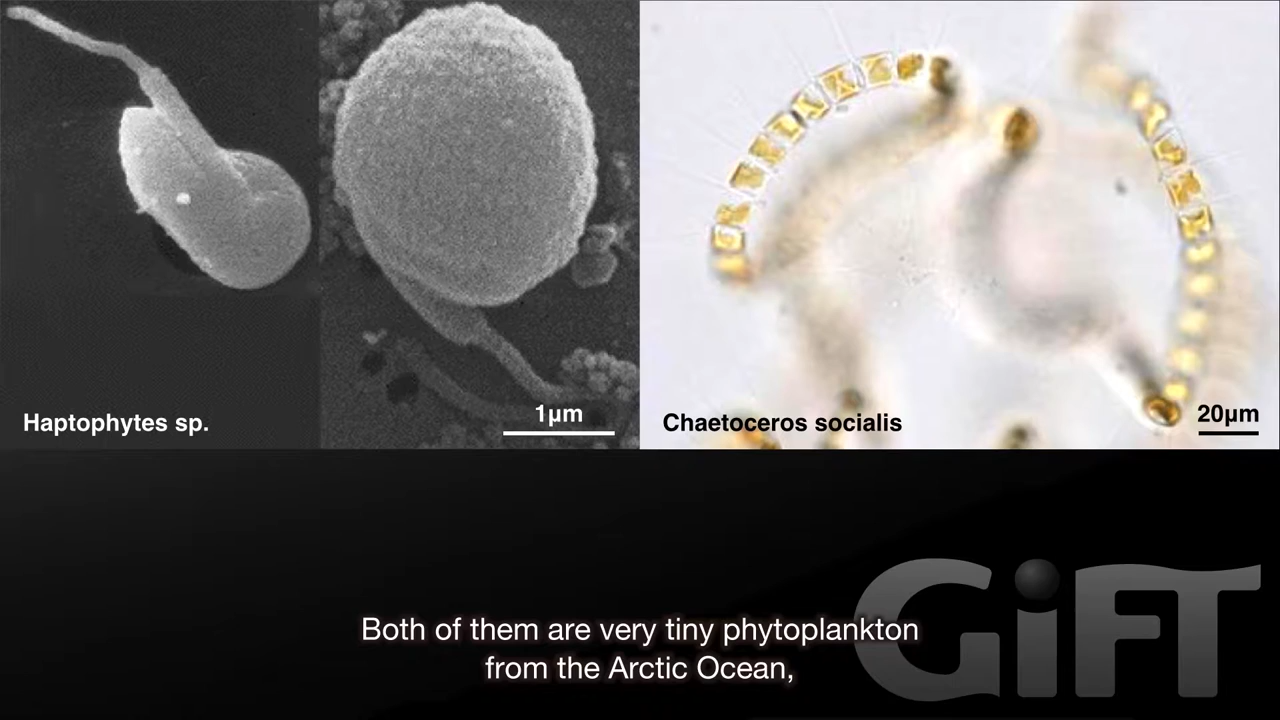 Haptophytes sp.
1μm
Chaetoceros socialis
20μm
GiFT
Both of them are very tiny phytoplankton
from the Arctic Ocean,